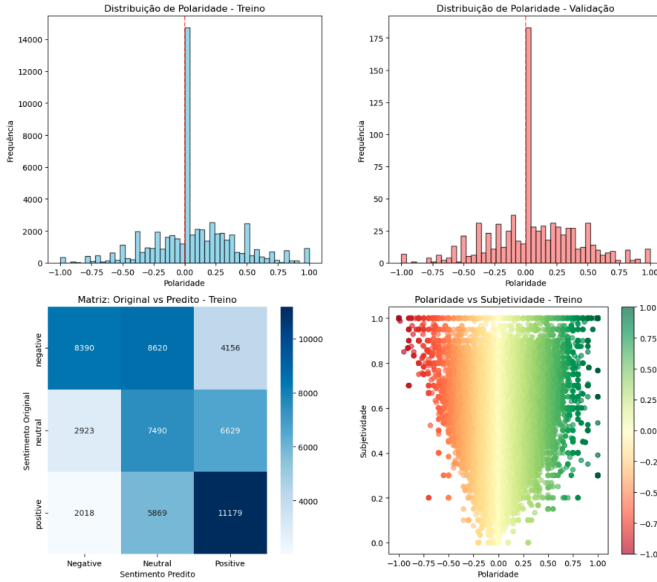 Distribuição de Polaridade - Treino
14000
12000
10000
8000
6000
4000
2000
0
Frequência
−1.00 −0.75 −0.50 −0.25 0.00 0.25 0.50 0.75 1.00
Polaridade
Distribuição de Polaridade - Validação
175
150
125
100
75
50
25
0
Frequência
−1.00 −0.75 −0.50 −0.25 0.00 0.25 0.50 0.75 1.00
Polaridade
Matriz: Original vs Predito - Treino
negative 8390 8620 4156
neutral 2923 7490 6629
positive 2018 5869 11179
Sentimento Original
Negative Neutral Positive
Sentimento Predito
10000
8000
6000
4000
Polaridade vs Subjetividade - Treino
1.0
0.8
0.6
0.4
0.2
0.0
Subjetividade
−1.00 −0.75 −0.50 −0.25 0.00 0.25 0.50 0.75 1.00
Polaridade
1.00
0.75
0.50
0.25
0.00
−0.25
−0.50
−0.75
−1.00